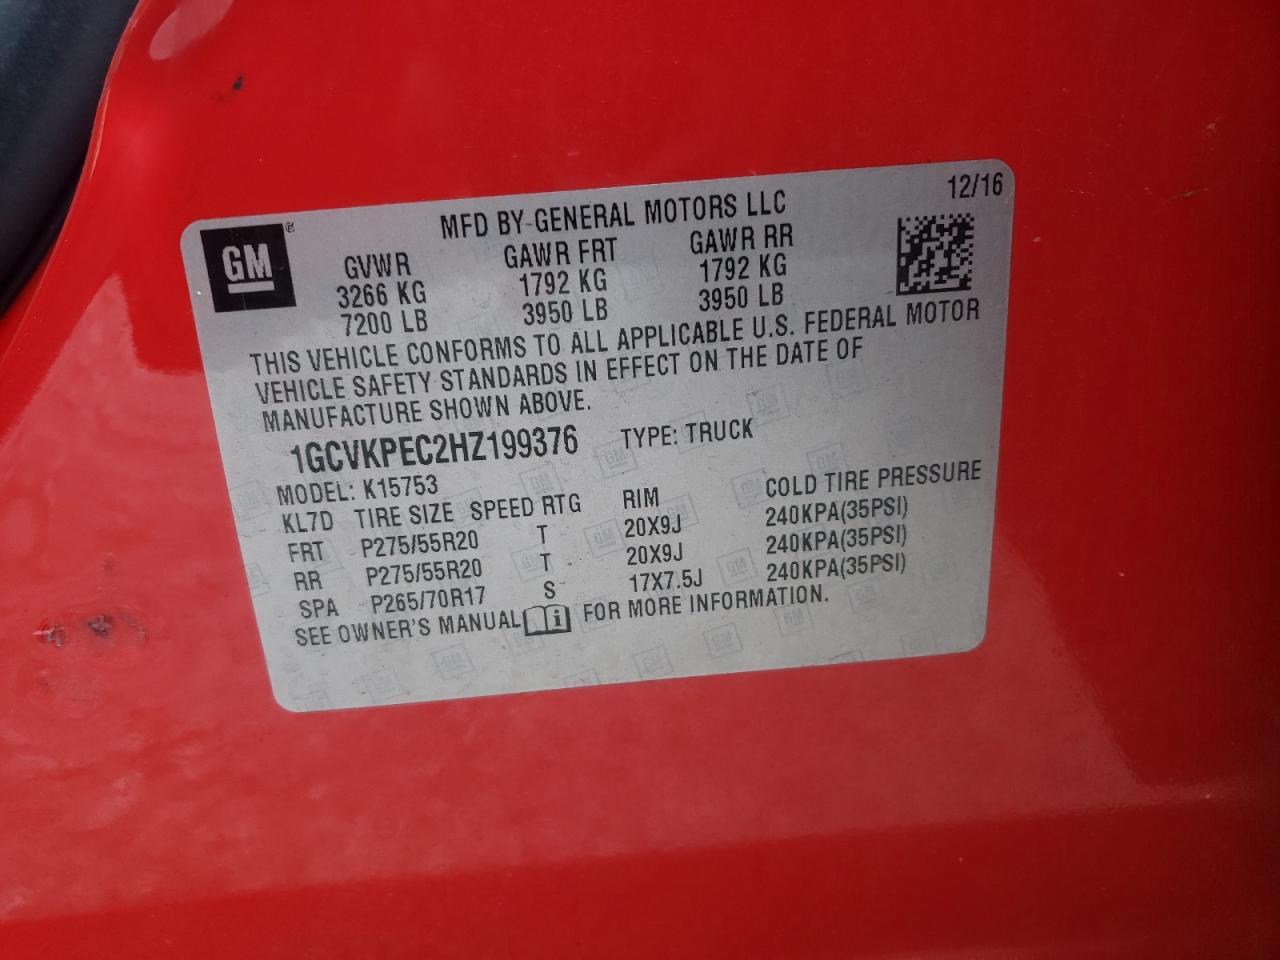 12/16
GM®
MFD BY GENERAL MOTORS LLC
GVWR GAWR FRT GAWR RR
3266 KG 1792 KG 1792 KG
7200 LB 3950 LB 3950 LB
THIS VEHICLE CONFORMS TO ALL APPLICABLE U.S. FEDERAL MOTOR
VEHICLE SAFETY STANDARDS IN EFFECT ON THE DATE OF
MANUFACTURE SHOWN ABOVE.
1GCVKPEC2HZ199376 TYPE: TRUCK
MODEL: K15753
KL7D TIRE SIZE SPEED RTG RIM COLD TIRE PRESSURE
FRT P275/55R20 T 20X9J 240KPA(35PSI)
RR P275/55R20 T 20X9J 240KPA(35PSI)
SPA P265/70R17 S 17X7.5J 240KPA(35PSI)
SEE OWNER'S MANUAL i FOR MORE INFORMATION.